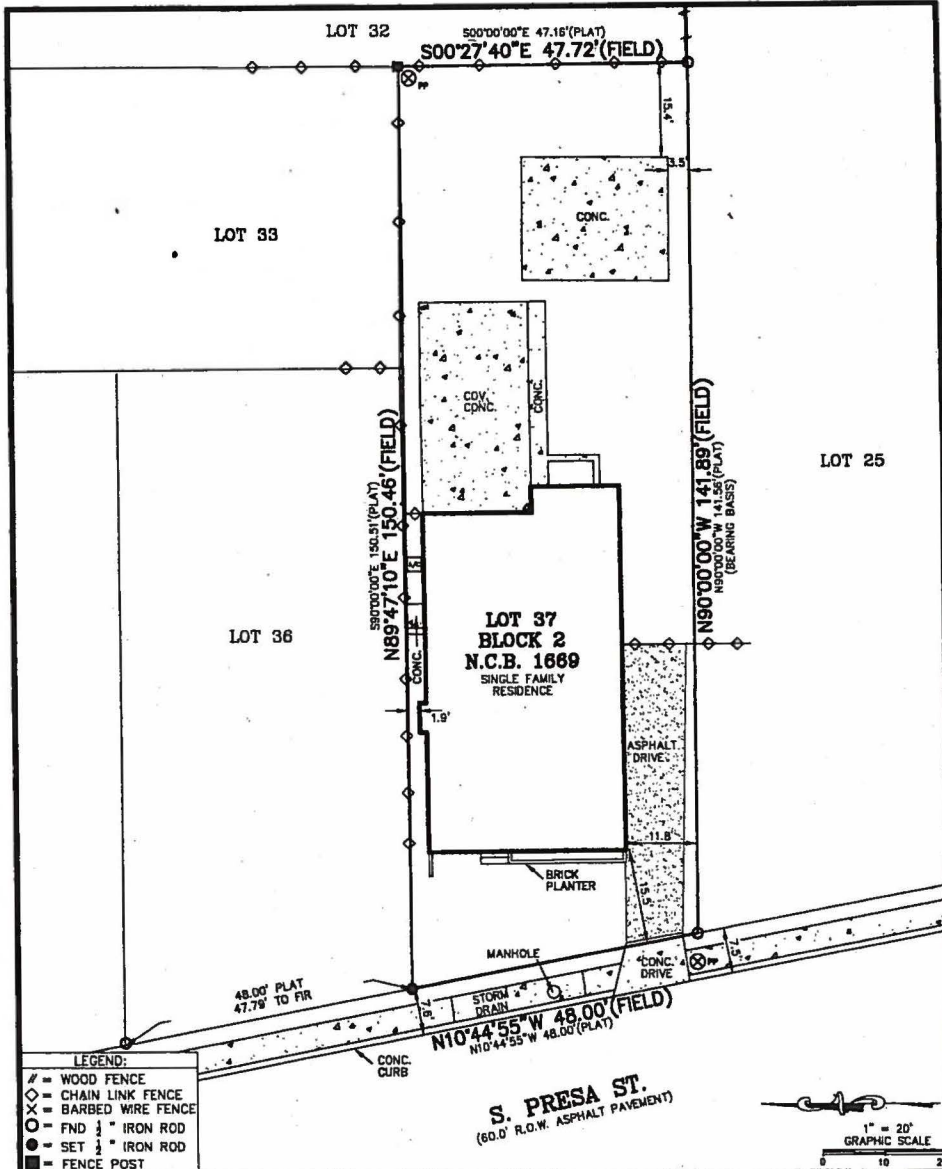 LOT 32
S00°00'00"E 47.16'(PLAT)
S00°27'40"E 47.72'(FIELD)
PP
15.4'
3.5'
CONC.
LOT 33
COV. CONC.
CONC.
S90°00'00"E 150.51'(PLAT)
N89°47'10"E 150.46'(FIELD)
N90°00'00"W 141.89'(FIELD)
N90°00'00"W 141.56'(PLAT)
(BEARING BASIS)
LOT 25
LOT 36
CONC.
LOT 37
BLOCK 2
N.C.B. 1669
SINGLE FAMILY
RESIDENCE
1.9'
ASPHALT
DRIVE
11.8'
15.5'
BRICK
PLANTER
MANHOLE
48.00' PLAT
47.79' TO FIR
7.6'
STORM
DRAIN
CONC.
DRIVE
PP
7.5'
N10°44'55"W 48.00'(FIELD)
N10°44'55"W 48.00'(PLAT)
CONC.
CURB
S. PRESA ST.
(60.0' R.O.W. ASPHALT PAVEMENT)
LEGEND:
// = WOOD FENCE
◇ = CHAIN LINK FENCE
X = BARBED WIRE FENCE
O = FND 1/2" IRON ROD
● = SET 1/2" IRON ROD
■ = FENCE POST
1" = 20'
GRAPHIC SCALE
0 10